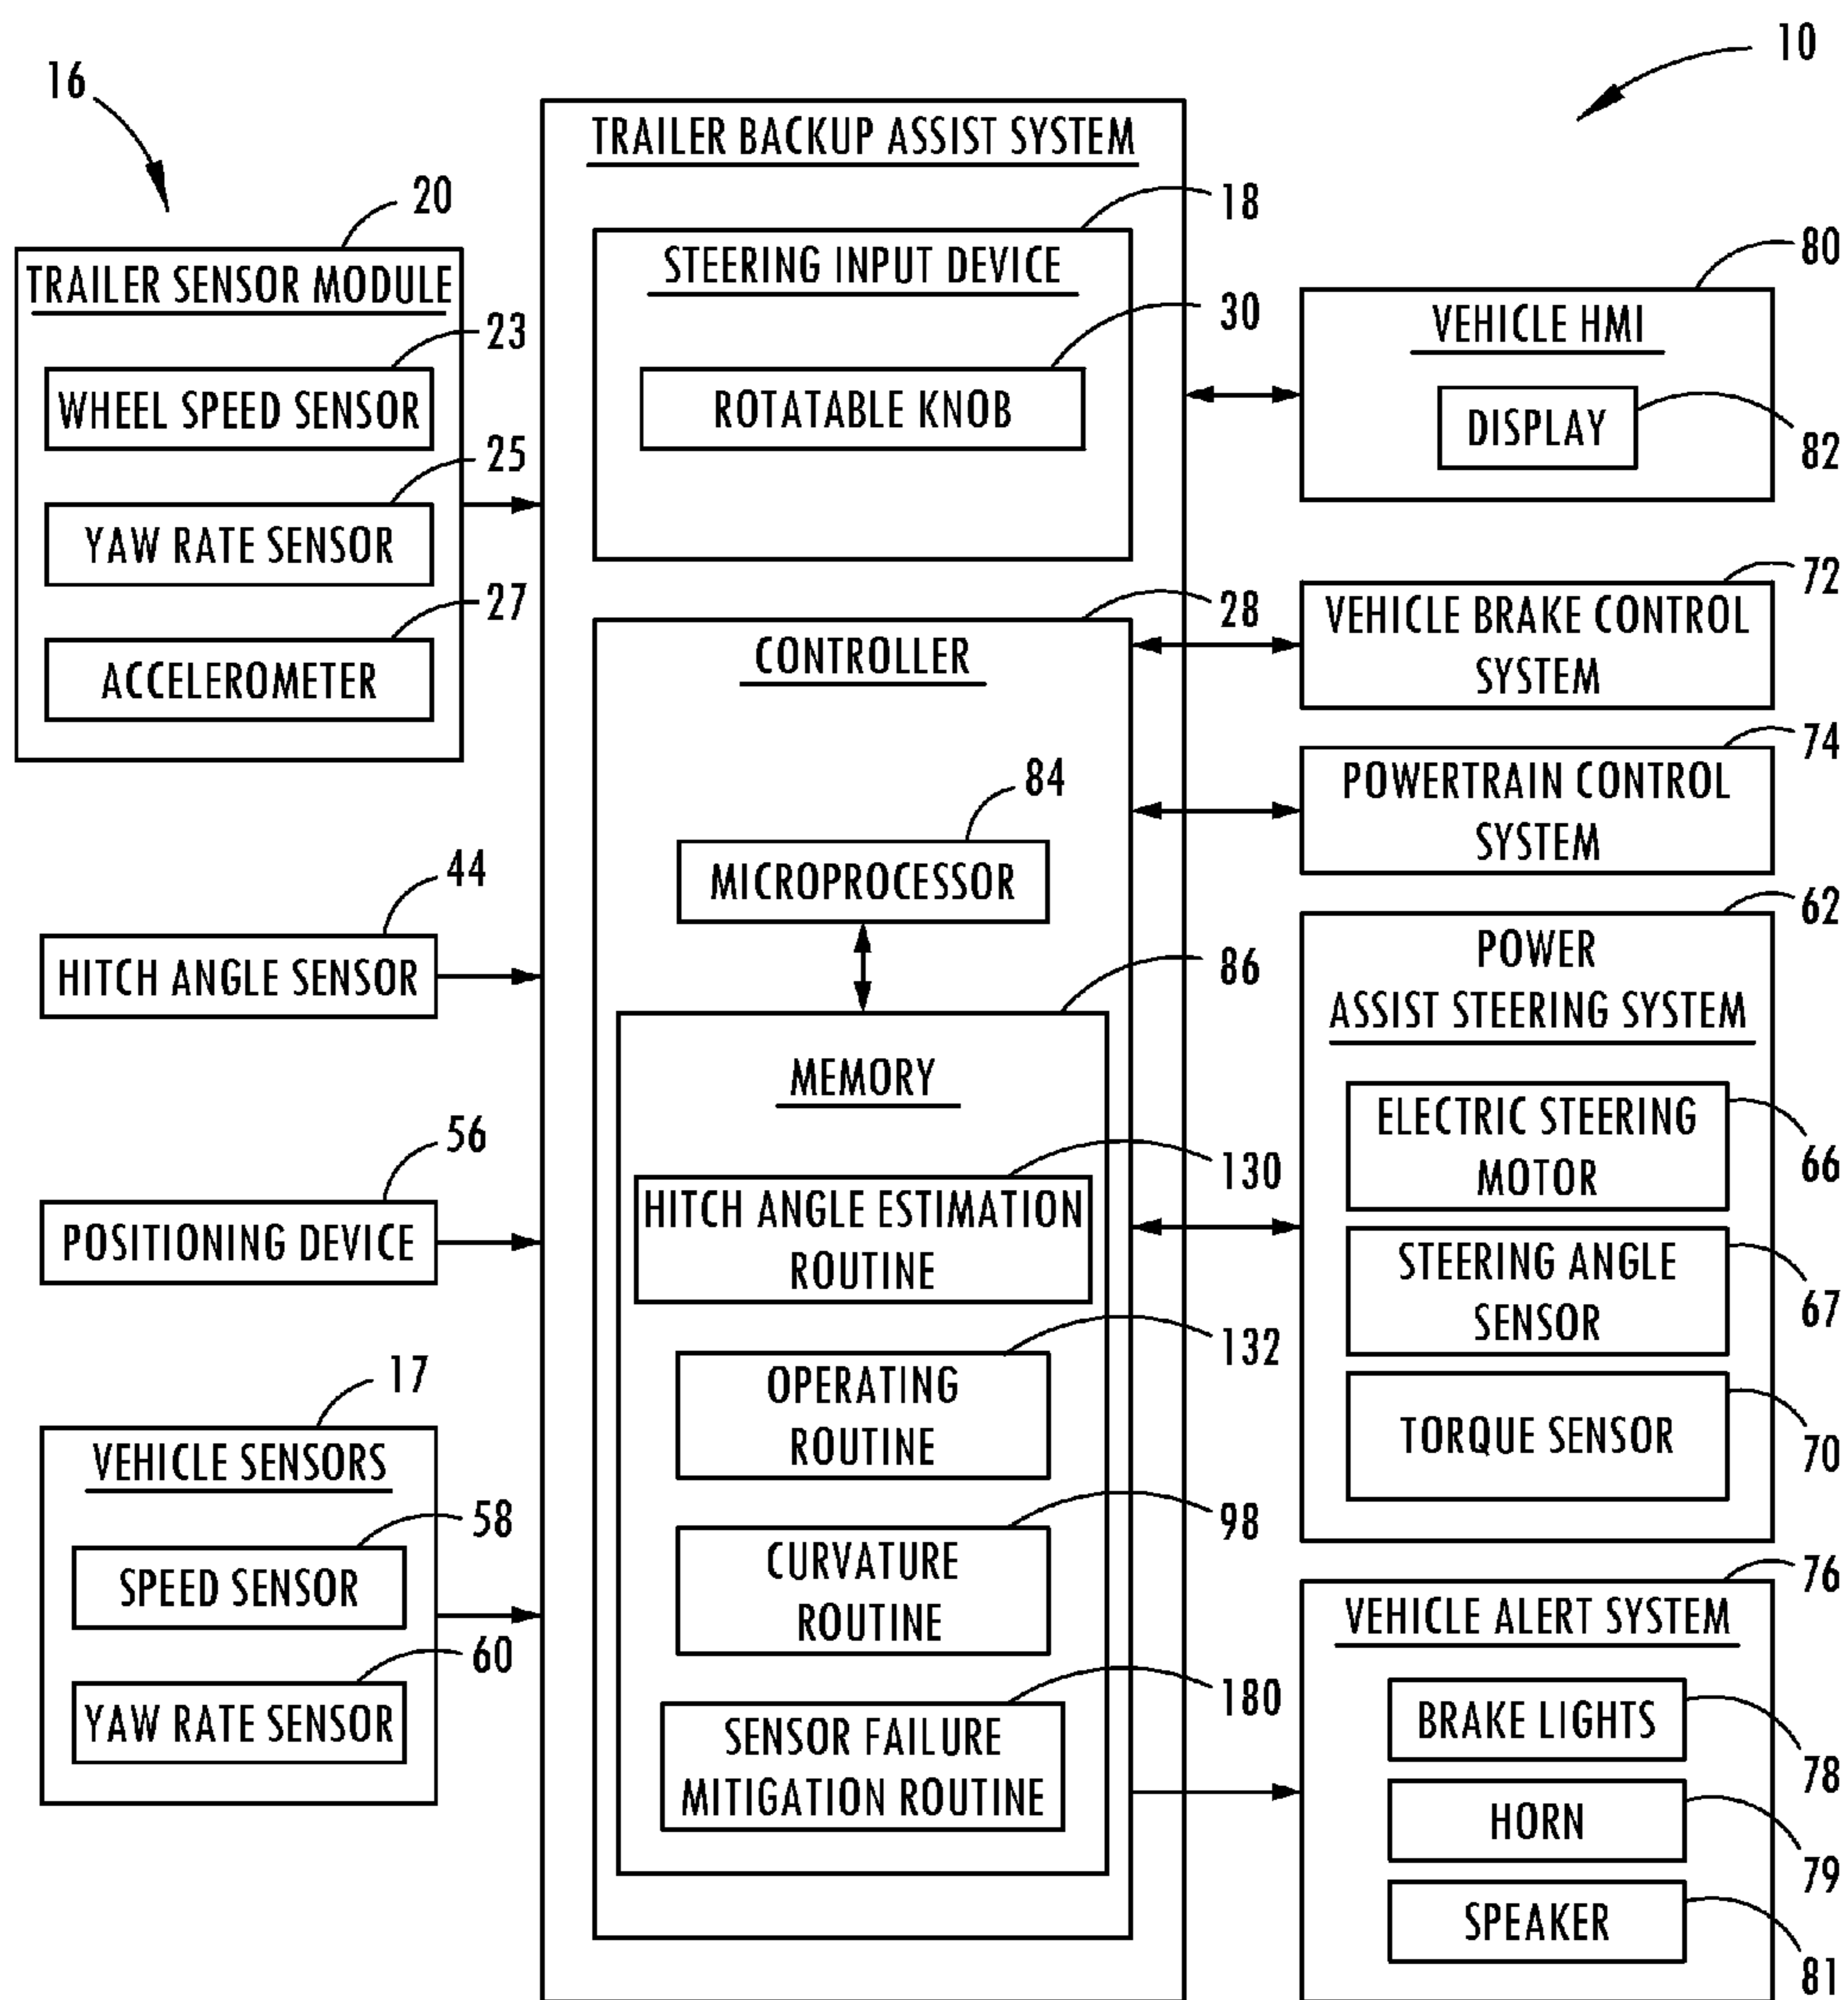 10
16
TRAILER BACKUP ASSIST SYSTEM
20
TRAILER SENSOR MODULE
23
WHEEL SPEED SENSOR
25
YAW RATE SENSOR
27
ACCELEROMETER
44
HITCH ANGLE SENSOR
56
POSITIONING DEVICE
17
VEHICLE SENSORS
58
SPEED SENSOR
60
YAW RATE SENSOR
18
STEERING INPUT DEVICE
30
ROTATABLE KNOB
28
CONTROLLER
84
MICROPROCESSOR
86
MEMORY
130
HITCH ANGLE ESTIMATION
ROUTINE
132
OPERATING
ROUTINE
98
CURVATURE
ROUTINE
180
SENSOR FAILURE
MITIGATION ROUTINE
80
VEHICLE HMI
DISPLAY
82
72
VEHICLE BRAKE CONTROL
SYSTEM
74
POWERTRAIN CONTROL
SYSTEM
62
POWER
ASSIST STEERING SYSTEM
ELECTRIC STEERING
MOTOR
66
STEERING ANGLE
SENSOR
67
TORQUE SENSOR
70
76
VEHICLE ALERT SYSTEM
BRAKE LIGHTS
78
HORN
79
SPEAKER
81